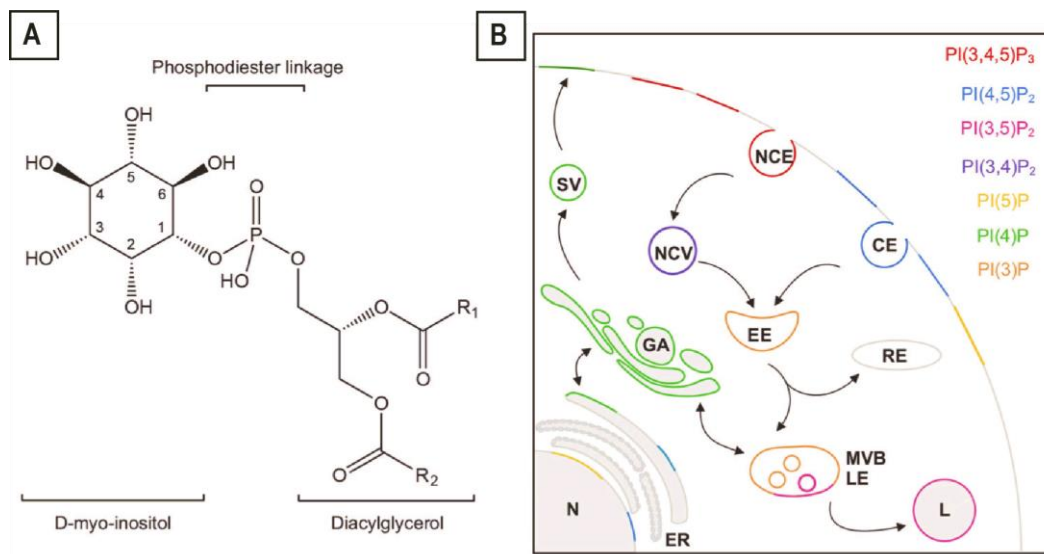 A
Phosphodiester linkage
OH
HO
OH
5
4
6
3
1
2
HO
O
O
P
HO
O
OH
OH
O
R₁
O
O
O
R₂
D-myo-inositol
Diacylglycerol
B
PI(3,4,5)P₃
PI(4,5)P₂
PI(3,5)P₂
PI(3,4)P₂
PI(5)P
PI(4)P
PI(3)P
NCE
SV
NCV
CE
EE
GA
RE
MVB
LE
N
L
ER